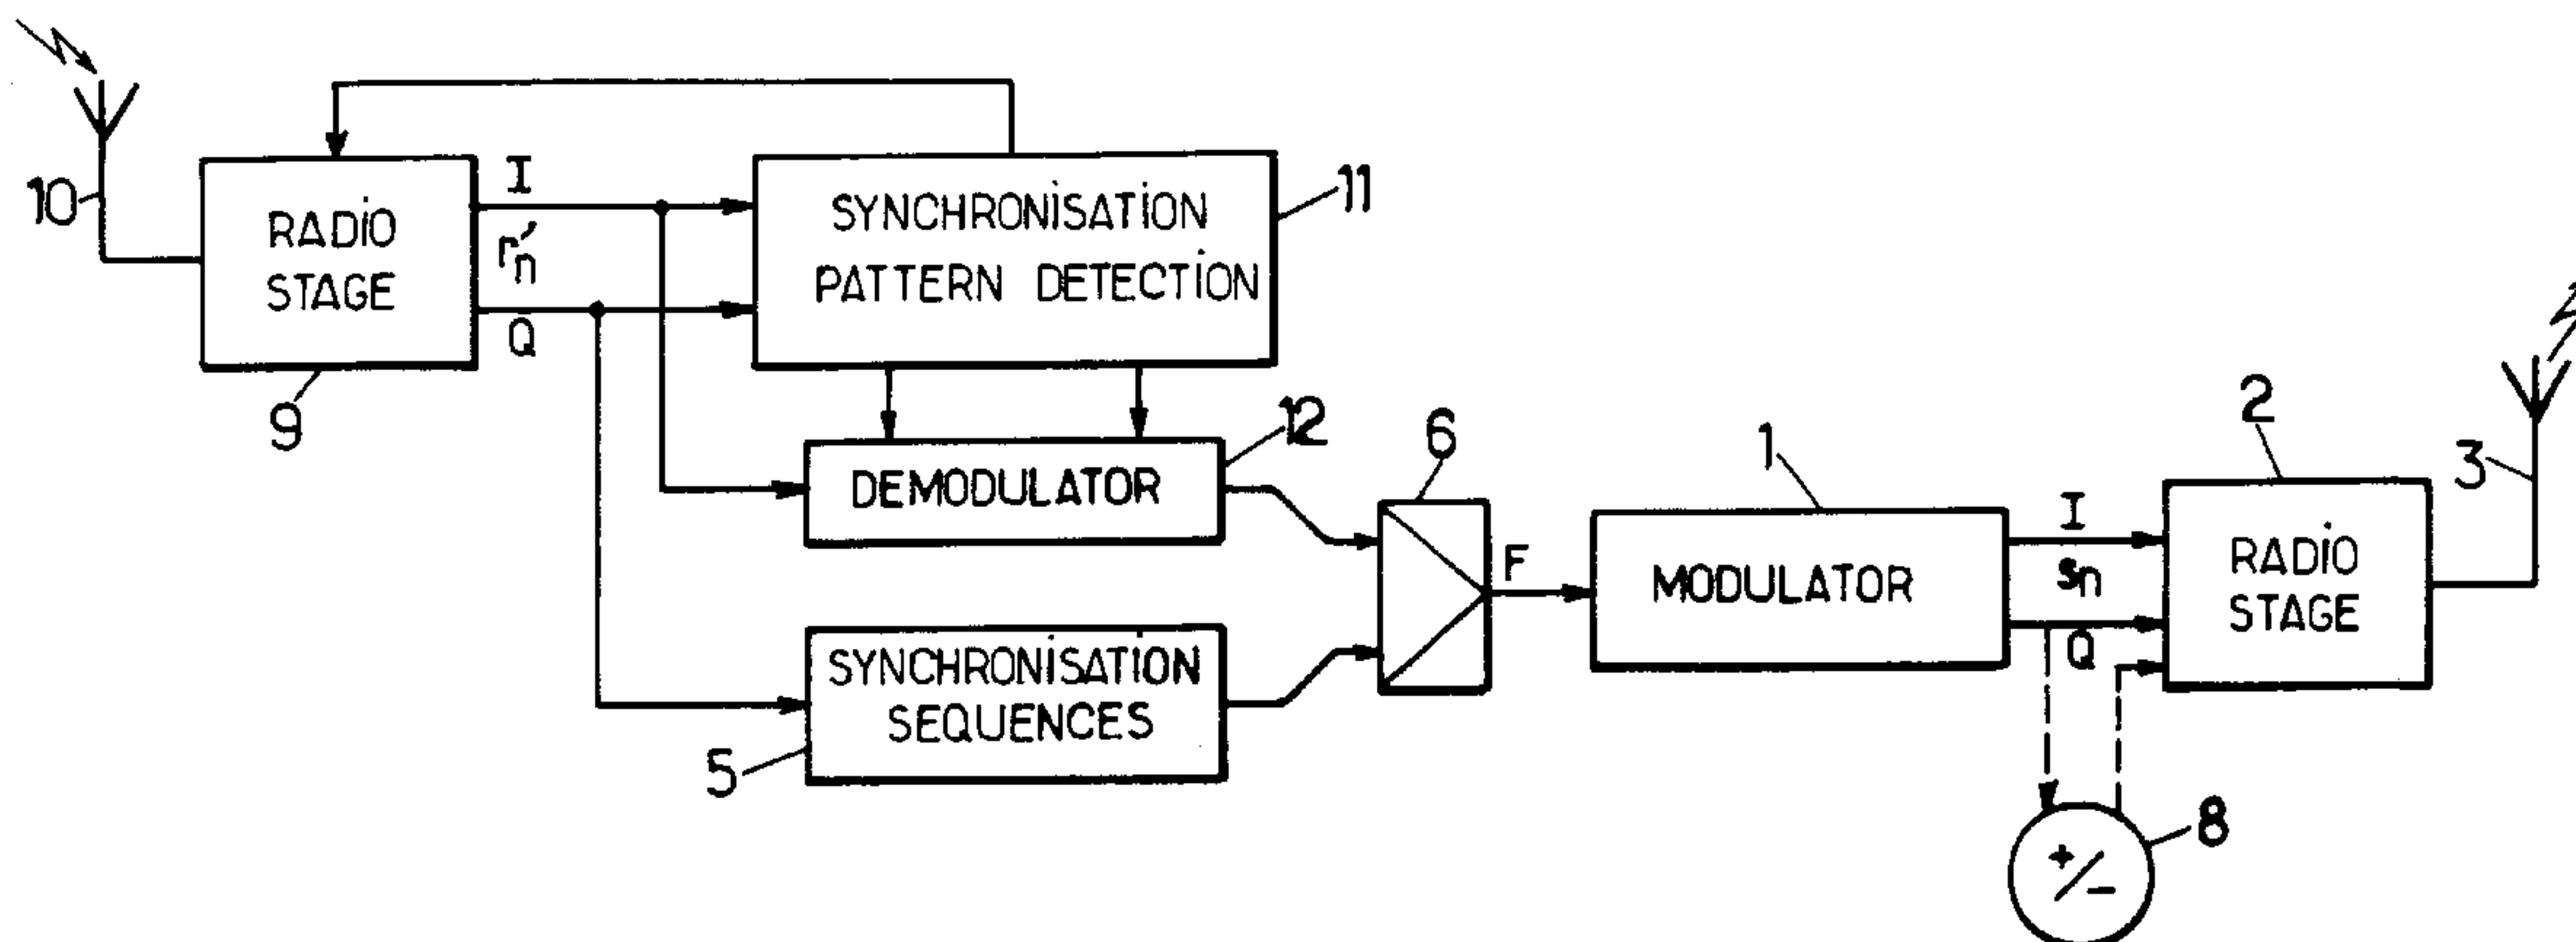 10
RADIO
STAGE
9
I
r'n
Q
SYNCHRONISATION
PATTERN DETECTION
11
DEMODULATOR
12
SYNCHRONISATION
SEQUENCES
5
6
F
MODULATOR
1
I
sn
Q
RADIO
STAGE
2
3
+/-
8